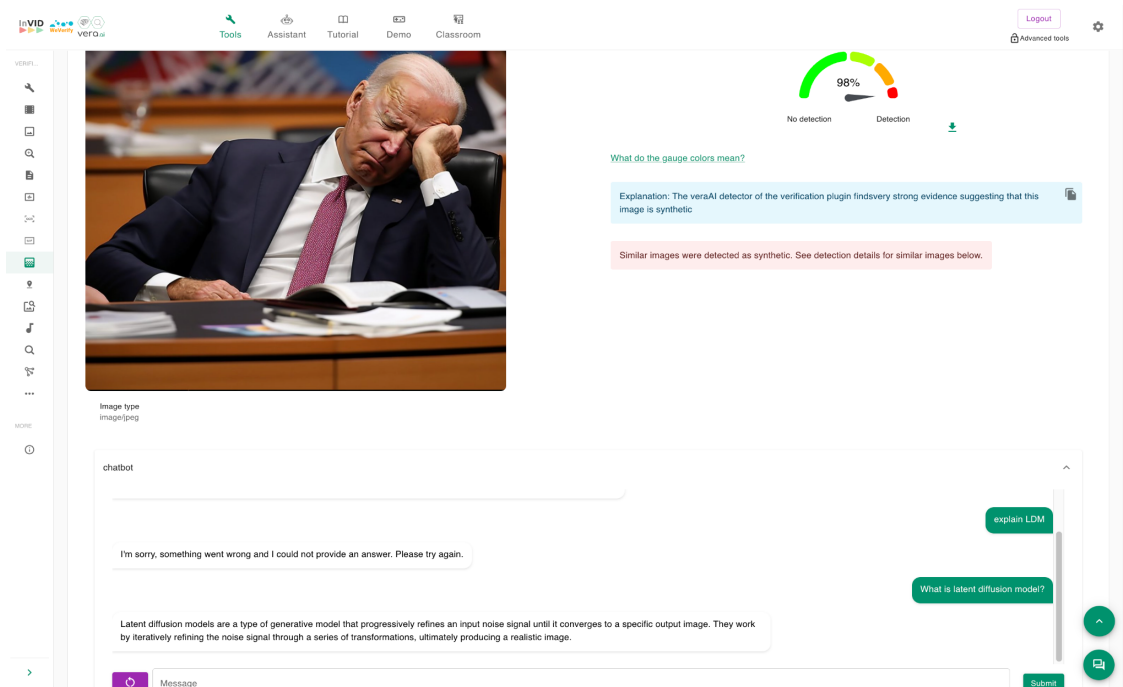 InVID
WeVerify
vera.ai
Tools
Assistant
Tutorial
Demo
Classroom
Logout
Advanced tools
VERIFI...
98%
No detection
Detection
What do the gauge colors mean?
Explanation: The veraAI detector of the verification plugin findsvery strong evidence suggesting that this
image is synthetic
Similar images were detected as synthetic. See detection details for similar images below.
Image type
image/jpeg
MORE
chatbot
explain LDM
I'm sorry, something went wrong and I could not provide an answer. Please try again.
What is latent diffusion model?
Latent diffusion models are a type of generative model that progressively refines an input noise signal until it converges to a specific output image. They work
by iteratively refining the noise signal through a series of transformations, ultimately producing a realistic image.
Message
Submit